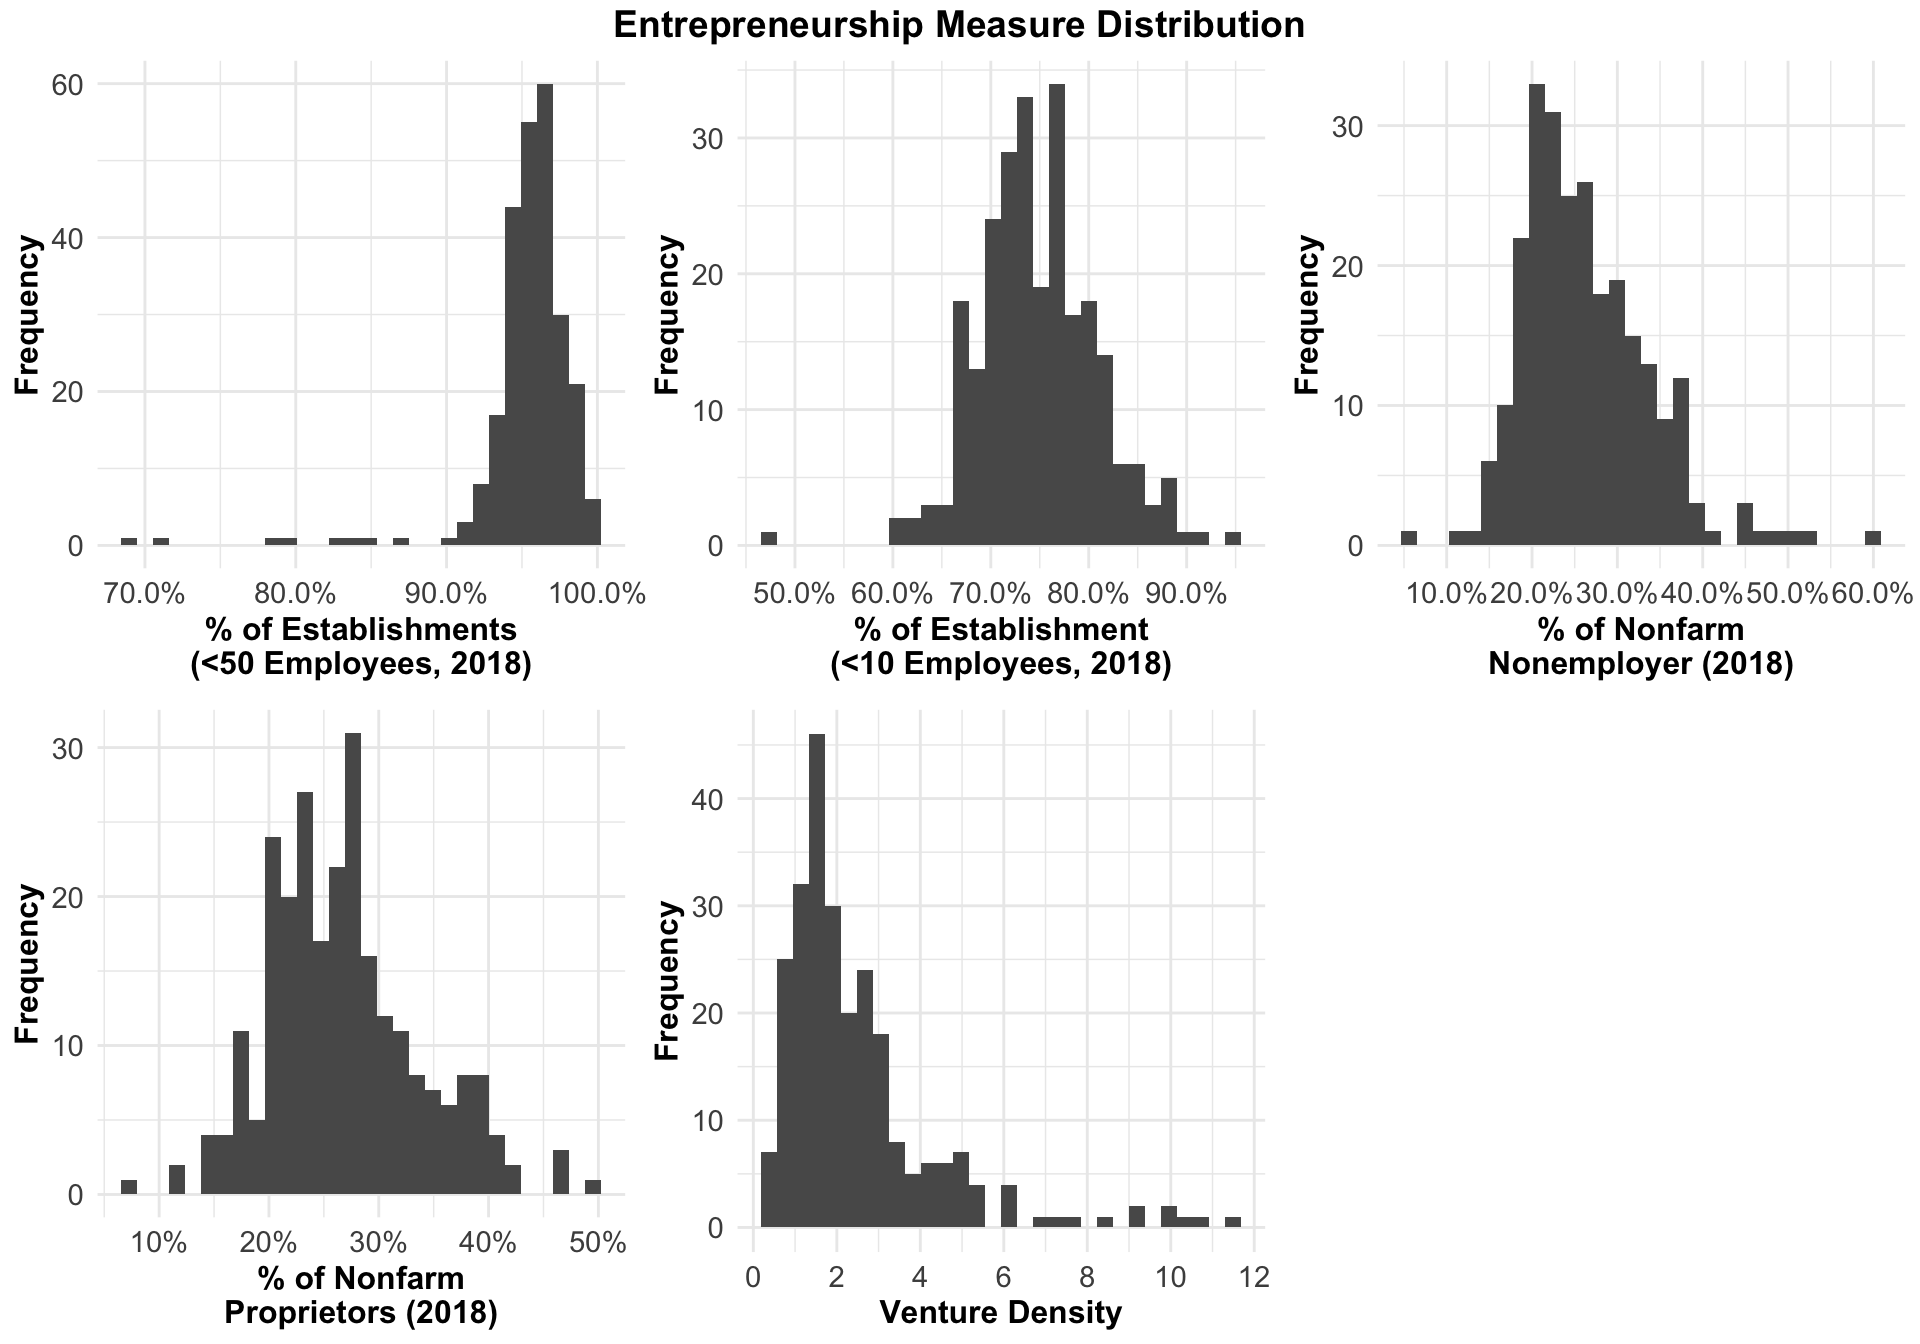 Entrepreneurship Measure Distribution
Frequency
60
40
20
0
70.0% 80.0% 90.0% 100.0%
% of Establishments
(<50 Employees, 2018)
Frequency
30
20
10
0
50.0% 60.0% 70.0% 80.0% 90.0%
% of Establishment
(<10 Employees, 2018)
Frequency
30
20
10
0
10.0% 20.0% 30.0% 40.0% 50.0% 60.0%
% of Nonfarm
Nonemployer (2018)
Frequency
30
20
10
0
10% 20% 30% 40% 50%
% of Nonfarm
Proprietors (2018)
Frequency
40
30
20
10
0
0 2 4 6 8 10 12
Venture Density